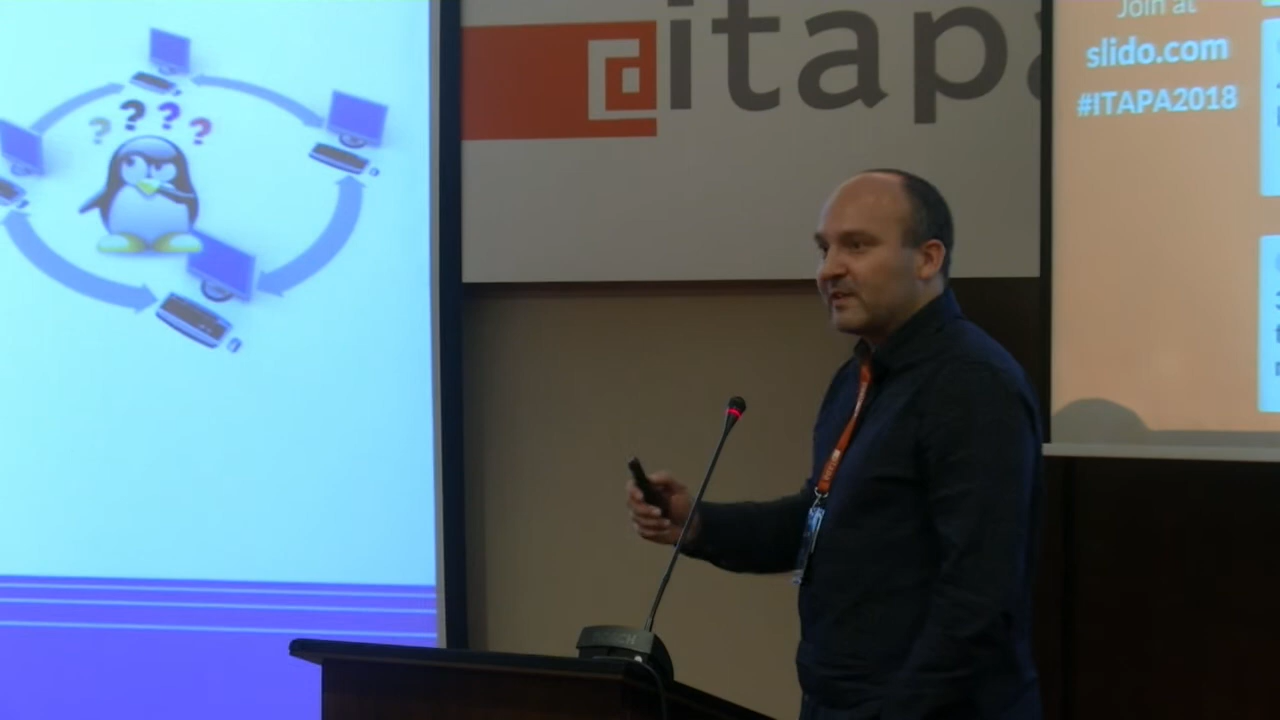 ? ? ? ?
itapa
Join at
slido.com
#ITAPA2018
BOSCH